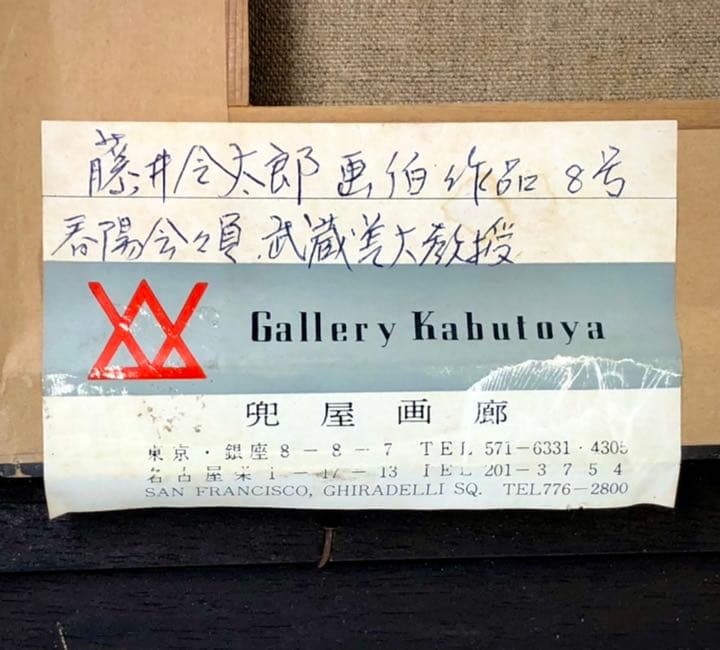 藤井令太郎画伯作品 8号
春陽会々員、武蔵美大教授
Gallery Kabutoya
兜屋画廊
東京・銀座8-8-7 TEL 571-6331・4305
名古屋栄1-17-13 TEL 201-3754
SAN FRANCISCO, GHIRADELLI SQ. TEL776-2800